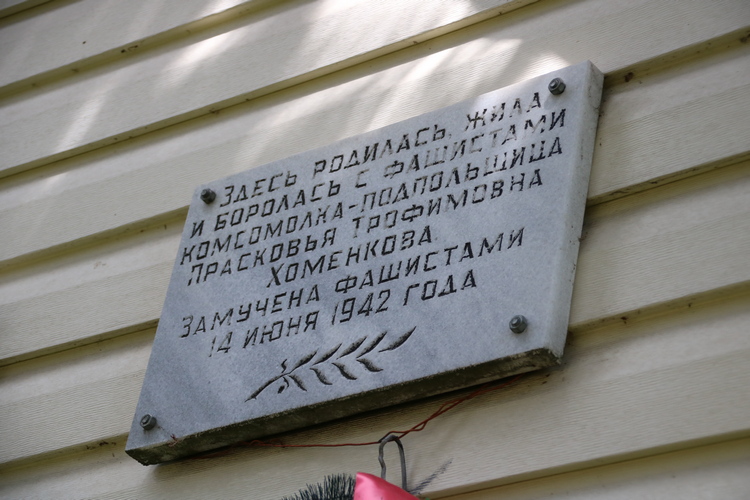 ЗДЕСЬ РОДИЛАСЬ, ЖИЛА
И БОРОЛАСЬ С ФАШИСТАМИ
КОМСОМОЛКА-ПОДПОЛЬЩИЦА
ПРАСКОВЬЯ ТРОФИМОВНА
ХОМЕНКОВА
ЗАМУЧЕНА ФАШИСТАМИ
14 ИЮНЯ 1942 ГОДА